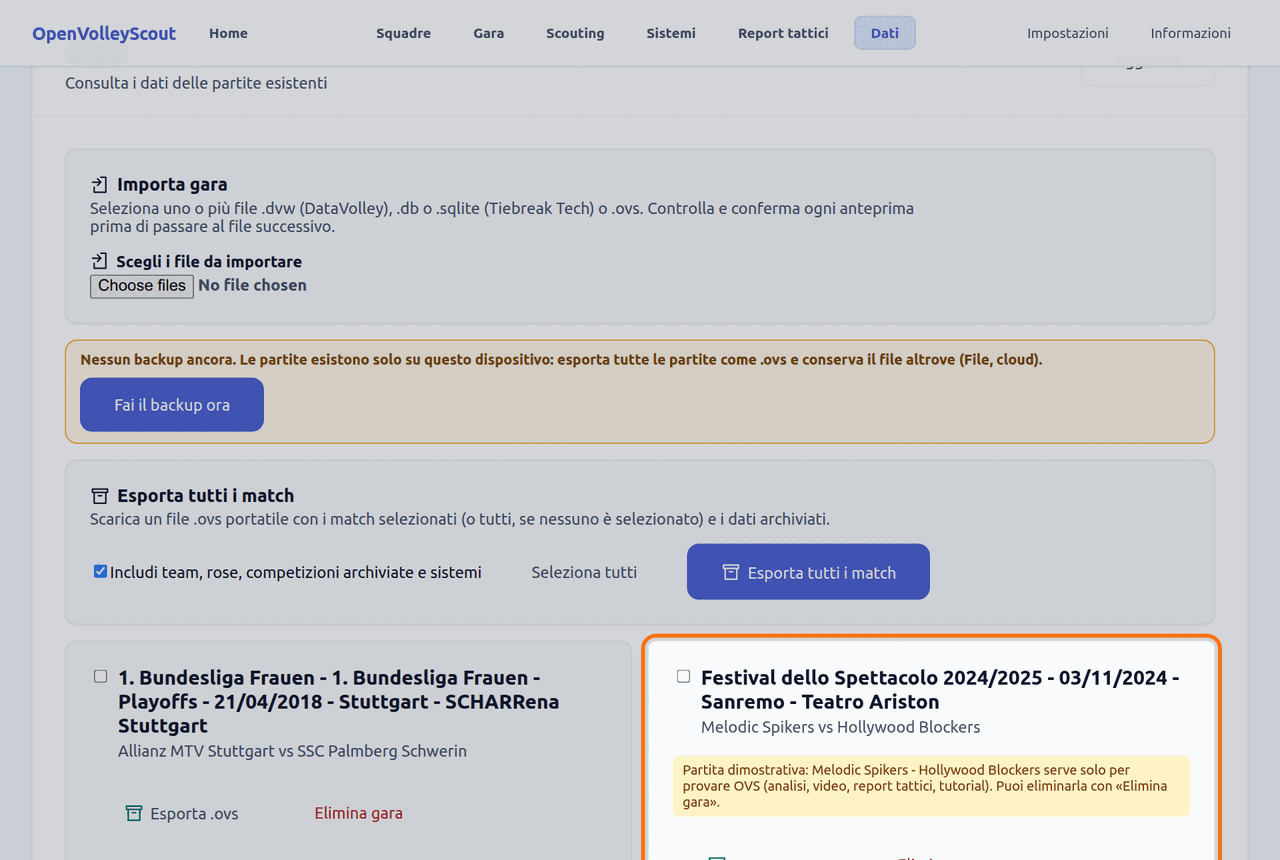 OpenVolleyScout Home Squadre Gara Scouting Sistemi Report tattici Dati Impostazioni Informazioni
Consulta i dati delle partite esistenti
Aggiorna
Importa gara
Seleziona uno o più file .dvw (DataVolley), .db o .sqlite (Tiebreak Tech) o .ovs. Controlla e conferma ogni anteprima
prima di passare al file successivo.
Scegli i file da importare
Choose files No file chosen
Nessun backup ancora. Le partite esistono solo su questo dispositivo: esporta tutte le partite come .ovs e conserva il file altrove (File, cloud).
Fai il backup ora
Esporta tutti i match
Scarica un file .ovs portatile con i match selezionati (o tutti, se nessuno è selezionato) e i dati archiviati.
Includi team, rose, competizioni archiviate e sistemi Seleziona tutti Esporta tutti i match
1. Bundesliga Frauen - 1. Bundesliga Frauen -
Playoffs - 21/04/2018 - Stuttgart - SCHARRena
Stuttgart
Allianz MTV Stuttgart vs SSC Palmberg Schwerin
Esporta .ovs Elimina gara
Festival dello Spettacolo 2024/2025 - 03/11/2024 -
Sanremo - Teatro Ariston
Melodic Spikers vs Hollywood Blockers
Partita dimostrativa: Melodic Spikers - Hollywood Blockers serve solo per
provare OVS (analisi, video, report tattici, tutorial). Puoi eliminarla con «Elimina
gara».